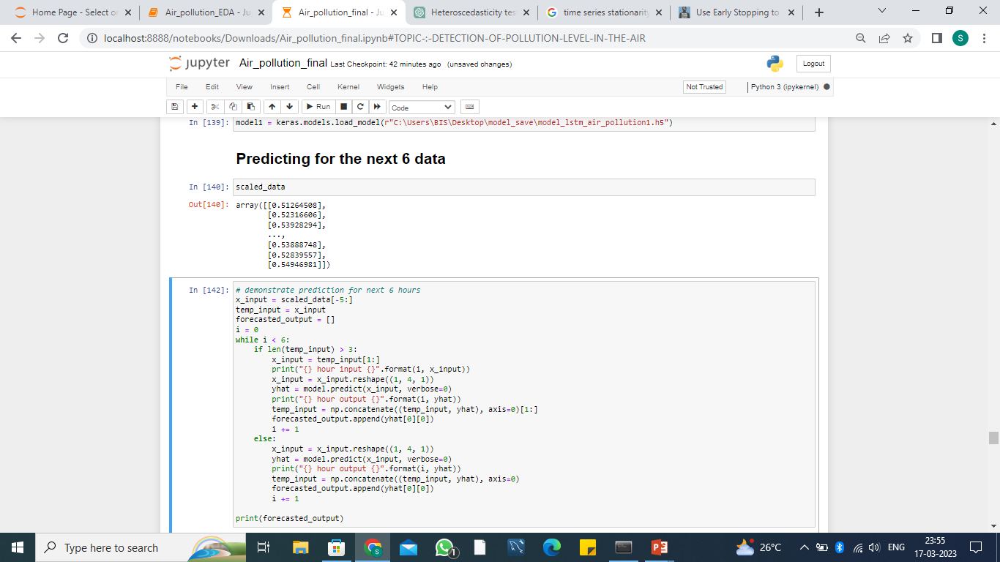 Home Page - Select or
Air_pollution_EDA - Ju
Air_pollution_final - Ju
Heteroscedasticity tes
time series stationarity
Use Early Stopping to
localhost:8888/notebooks/Downloads/Air_pollution_final.ipynb#TOPIC-:-DETECTION-OF-POLLUTION-LEVEL-IN-THE-AIR
S
jupyter Air_pollution_final Last Checkpoint: 42 minutes ago (unsaved changes)
Logout
File Edit View Insert Cell Kernel Widgets Help
Not Trusted
Python 3 (ipykernel)
Run
Code
In [139]: model1 = keras.models.load_model(r"C:\Users\BIS\Desktop\model_save\model_lstm_air_pollution1.h5")
Predicting for the next 6 data
In [140]: scaled_data
Out[140]: array([[0.51264508],
[0.52316606],
[0.53928294],
...,
[0.53888748],
[0.52839557],
[0.54946981]])
In [142]: # demonstrate prediction for next 6 hours
x_input = scaled_data[-5:]
temp_input = x_input
forecasted_output = []
i = 0
while i < 6:
if len(temp_input) > 3:
x_input = temp_input[1:]
print("{} hour input {}".format(i, x_input))
x_input = x_input.reshape((1, 4, 1))
yhat = model.predict(x_input, verbose=0)
print("{} hour output {}".format(i, yhat))
temp_input = np.concatenate((temp_input, yhat), axis=0)[1:]
forecasted_output.append(yhat[0][0])
i += 1
else:
x_input = x_input.reshape((1, 4, 1))
yhat = model.predict(x_input, verbose=0)
print("{} hour output {}".format(i, yhat))
temp_input = np.concatenate((temp_input, yhat), axis=0)
forecasted_output.append(yhat[0][0])
i += 1
print(forecasted_output)
Type here to search
S
1
26°C
ENG
23:55
17-03-2023